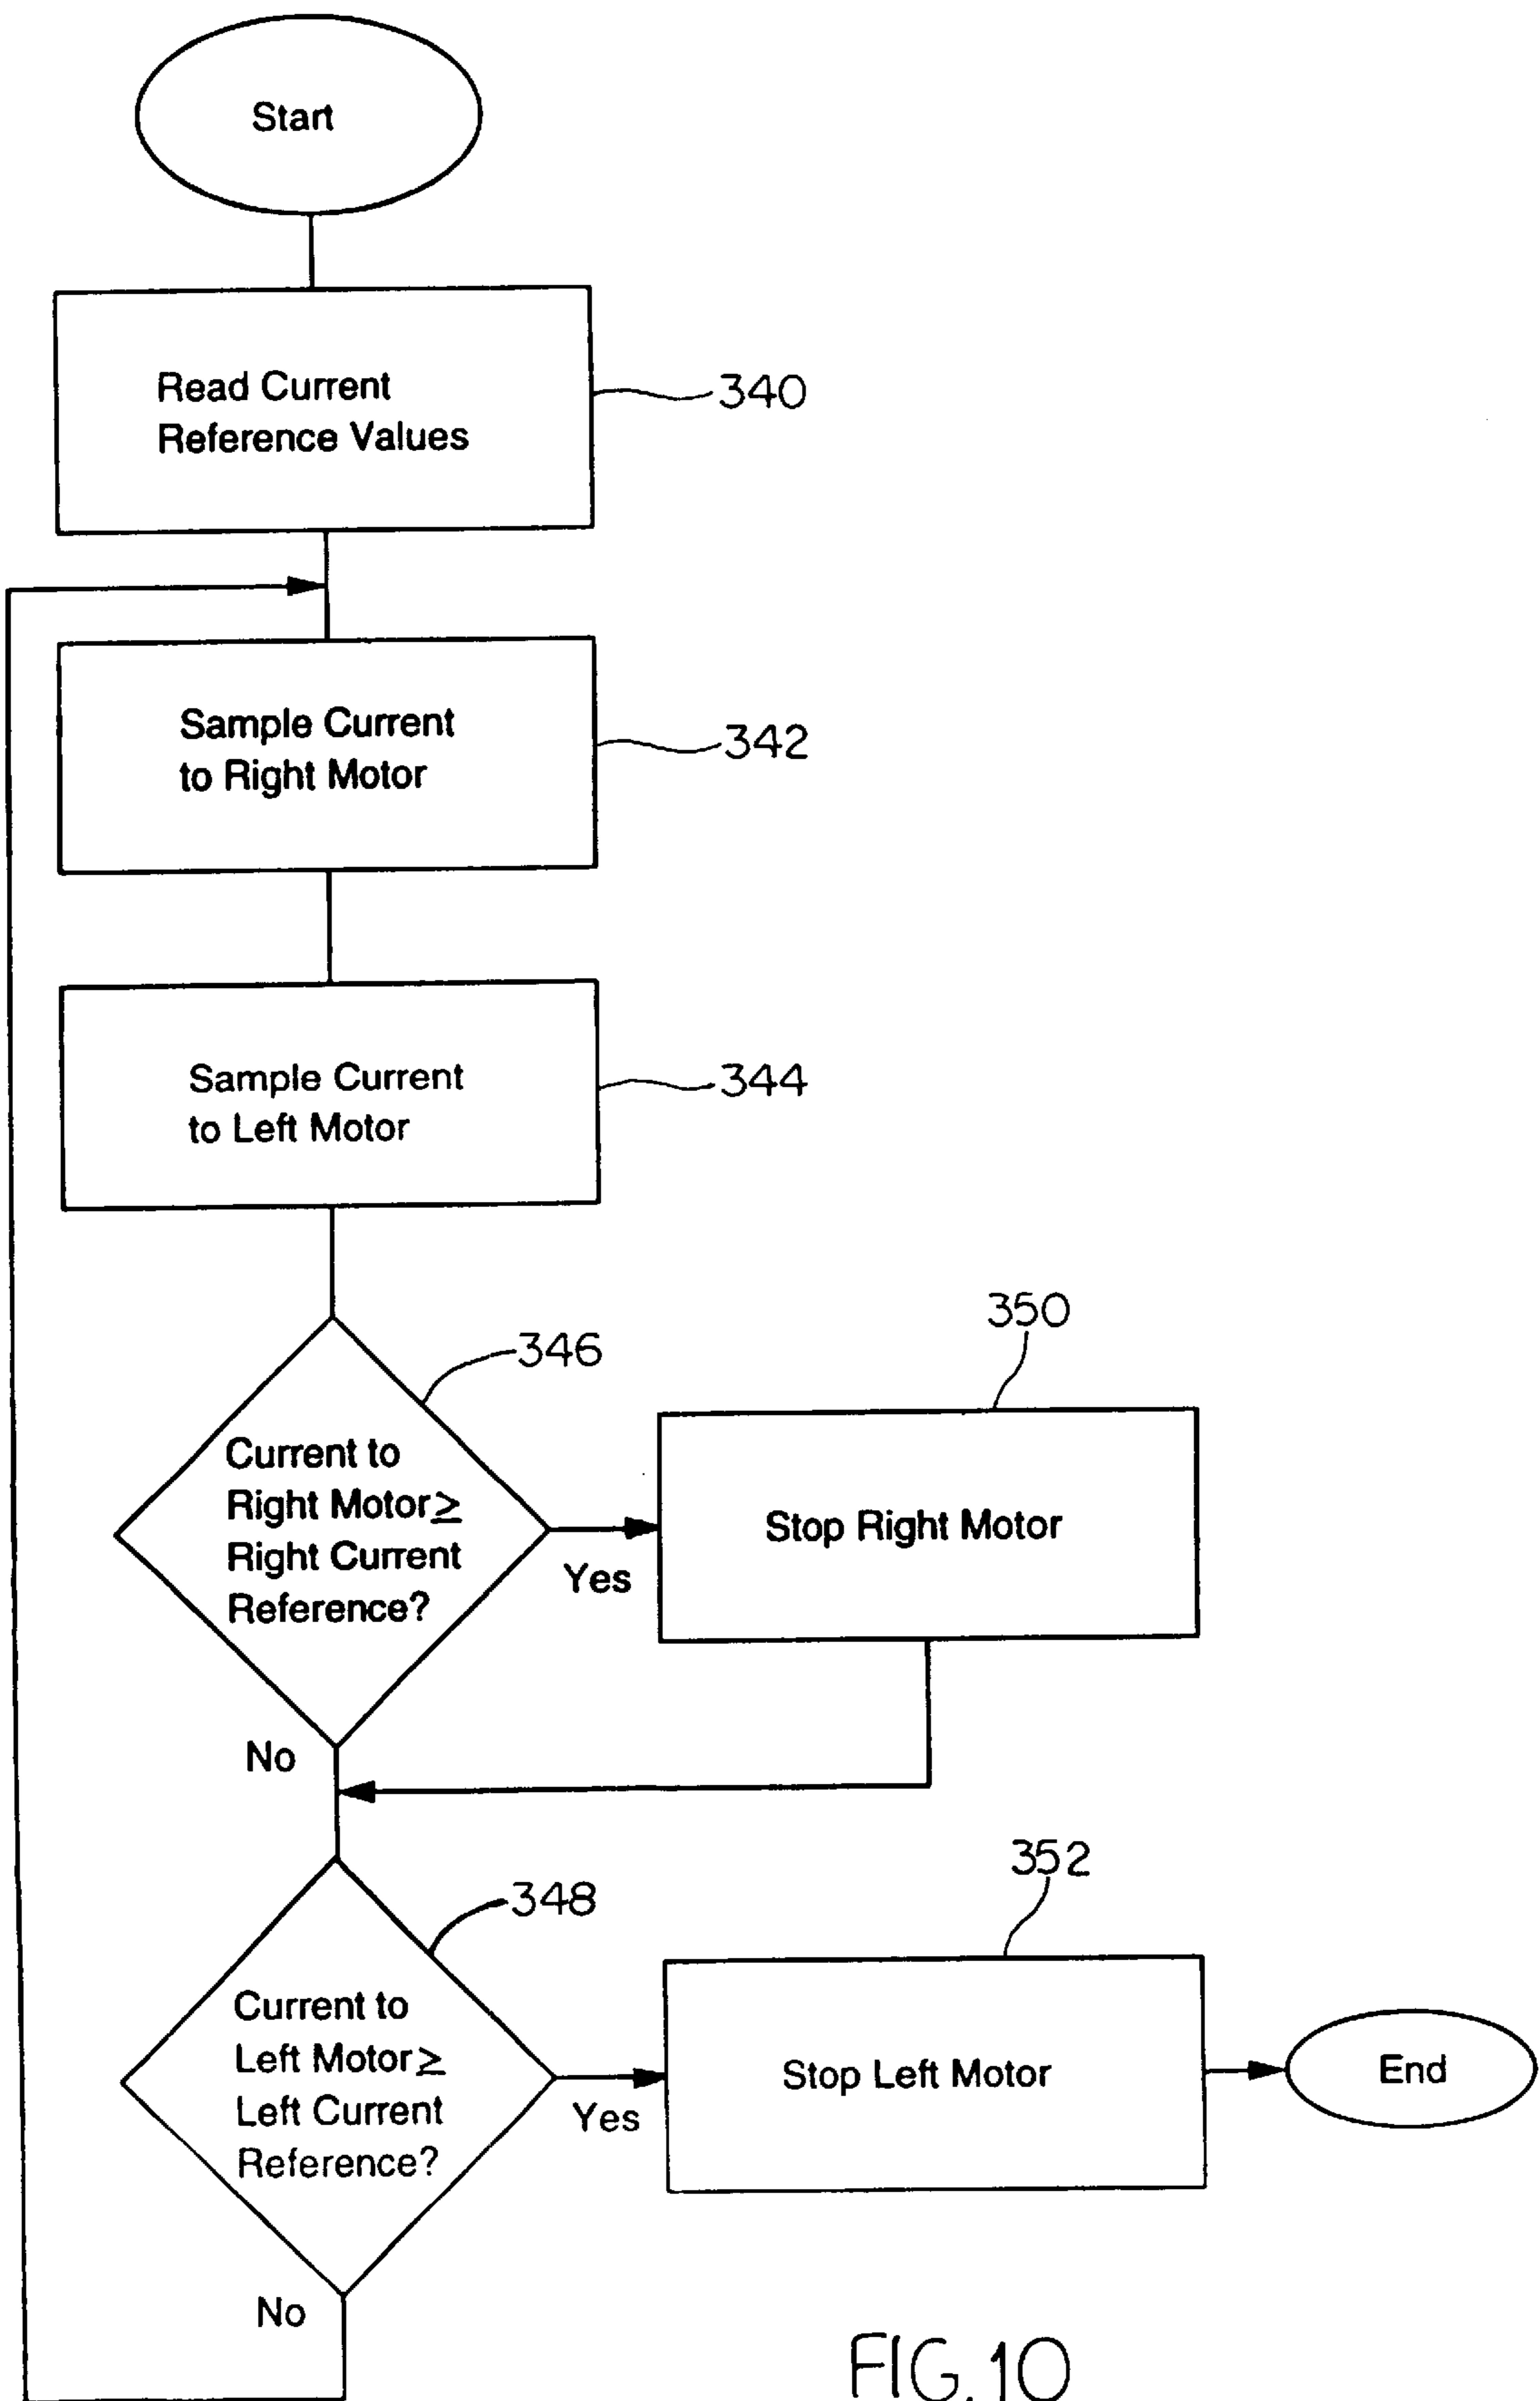 Start
Read Current
Reference Values
340
Sample Current
to Right Motor
342
Sample Current
to Left Motor
344
346
Current to
Right Motor≥
Right Current
Reference?
Yes
350
Stop Right Motor
No
348
Current to
Left Motor≥
Left Current
Reference?
Yes
352
Stop Left Motor
End
No
FIG. 10